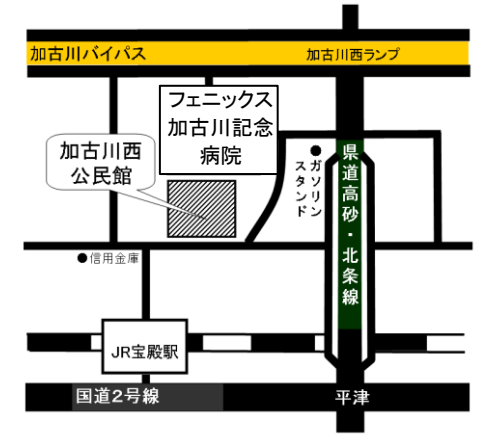 加古川バイパス
加古川西ランプ
フェニックス
加古川記念
病院
加古川西
公民館
●ガソリン
スタンド
県道高砂・北条線
●信用金庫
JR宝殿駅
国道2号線
平津